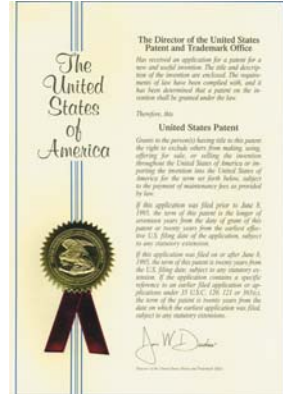 The
United
States
of
America
The Director of the United States
Patent and Trademark Office
Has received an application for a patent for a
new and useful invention. The title and descrip-
tion of the invention are enclosed. The require-
ments of law have been complied with, and it
has been determined that a patent on the in-
vention shall be granted under the law.
Therefore, this
United States Patent
Grants to the person(s) having title to this patent
the right to exclude others from making, using,
offering for sale, or selling the invention
throughout the United States of America or im-
porting the invention into the United States of
America for the term set forth below, subject
to the payment of maintenance fees as provided
by law.
If this application was filed prior to June 8,
1995, the term of this patent is the longer of
seventeen years from the date of grant of this
patent or twenty years from the earliest effec-
tive U.S. filing date of the application, subject
to any statutory extension.
If this application was filed on or after June 8,
1995, the term of this patent is twenty years from
the U.S. filing date, subject to any statutory ex-
tension. If the application contains a specific
reference to an earlier filed application or ap-
plications under 35 U.S.C. 120, 121 or 365(c),
the term of the patent is twenty years from the
date on which the earliest application was filed,
subject to any statutory extensions.
Director of the United States Patent and Trademark Office